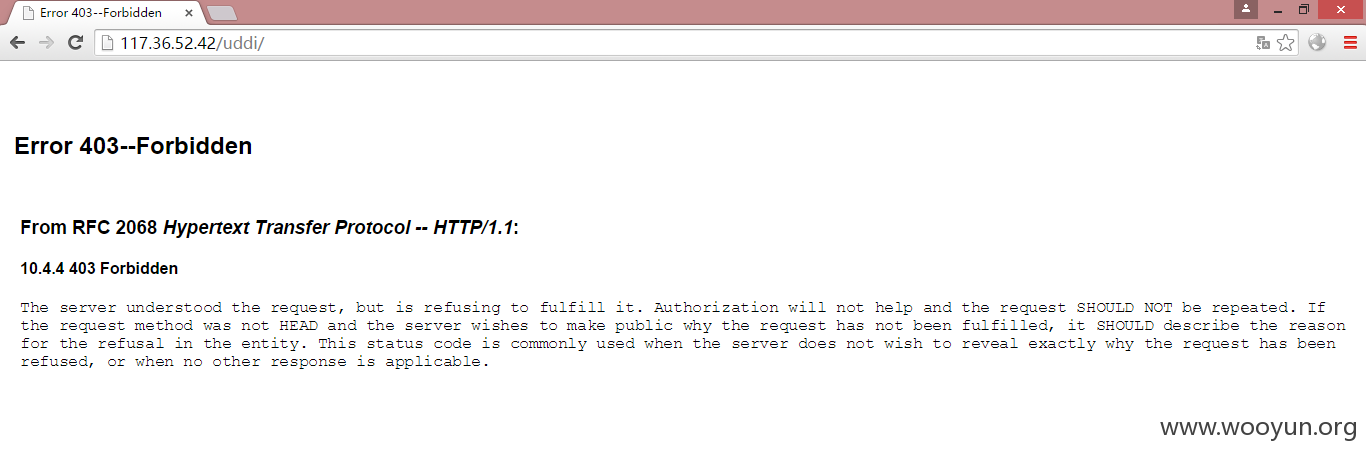 Error 403--Forbidden
117.36.52.42/uddi/
Error 403--Forbidden
From RFC 2068 Hypertext Transfer Protocol -- HTTP/1.1:
10.4.4 403 Forbidden
The server understood the request, but is refusing to fulfill it. Authorization will not help and the request SHOULD NOT be repeated. If
the request method was not HEAD and the server wishes to make public why the request has not been fulfilled, it SHOULD describe the reason
for the refusal in the entity. This status code is commonly used when the server does not wish to reveal exactly why the request has been
refused, or when no other response is applicable.
www.wooyun.org